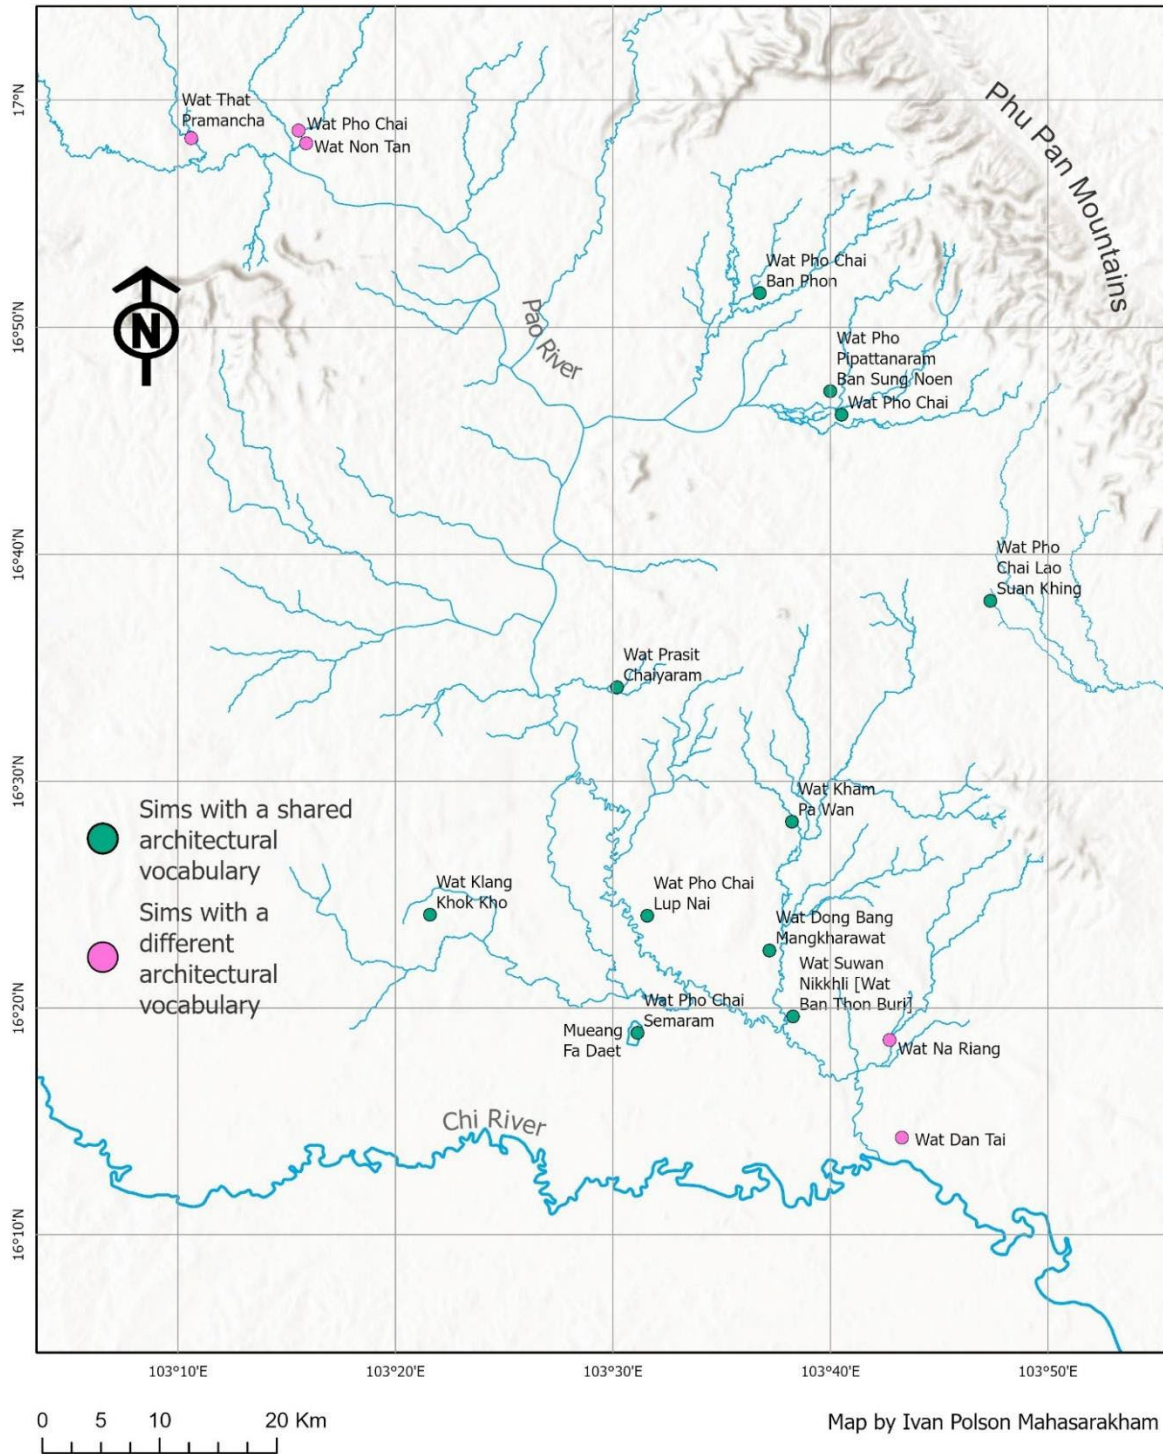 17°N
16°50'N
16°40'N
16°30'N
16°20'N
16°10'N
Wat That
Pramancha
Wat Pho Chai
Wat Non Tan
Phu Pan Mountains
N
Pao River
Wat Pho Chai
Ban Phon
Wat Pho
Pipattanaram
Ban Sung Noen
Wat Pho Chai
Wat Pho
Chai Lao
Suan Khing
Wat Prasit
Chaiyaram
Wat Kham
Pa Wan
Sims with a shared
architectural
vocabulary
Sims with a
different
architectural
vocabulary
Wat Klang
Khok Kho
Wat Pho Chai
Lup Nai
Wat Dong Bang
Mangkharawat
Wat Suwan
Nikkhli [Wat
Ban Thon Buri]
Wat Pho Chai
Semaram
Mueang
Fa Daet
Wat Na Riang
Chi River
Wat Dan Tai
103°10'E
103°20'E
103°30'E
103°40'E
103°50'E
0 5 10 20 Km
Map by Ivan Polson Mahasarakham